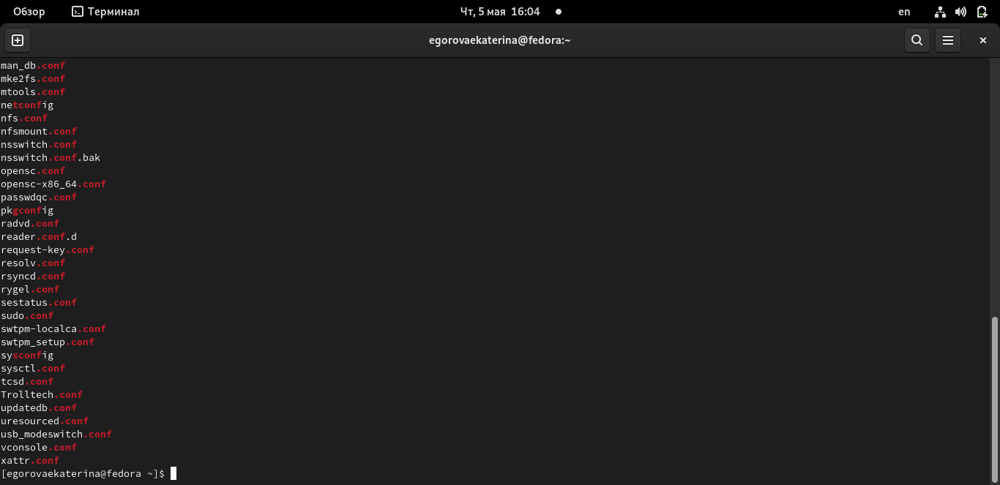 Обзор Терминал Чт, 5 мая 16:04 en
egorovaekaterina@fedora:~
man_db.conf
mke2fs.conf
mtools.conf
netconfig
nfs.conf
nfsmount.conf
nsswitch.conf
nsswitch.conf.bak
opensc.conf
opensc-x86_64.conf
passwdqc.conf
pkgconfig
radvd.conf
reader.conf.d
request-key.conf
resolv.conf
rsyncd.conf
rygel.conf
sestatus.conf
sudo.conf
swtpm-localca.conf
swtpm_setup.conf
sysconfig
sysctl.conf
tcsd.conf
Trolltech.conf
updatedb.conf
uresourced.conf
usb_modeswitch.conf
vconsole.conf
xattr.conf
[egorovaekaterina@fedora ~]$